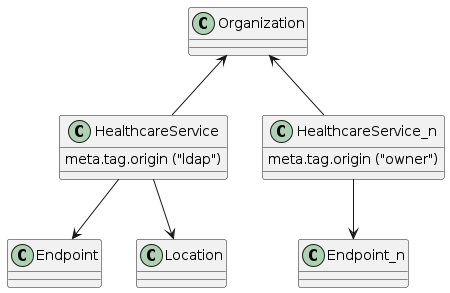 C Organization
C HealthcareService
meta.tag.origin ("ldap")
C HealthcareService_n
meta.tag.origin ("owner")
C Endpoint
C Location
C Endpoint_n